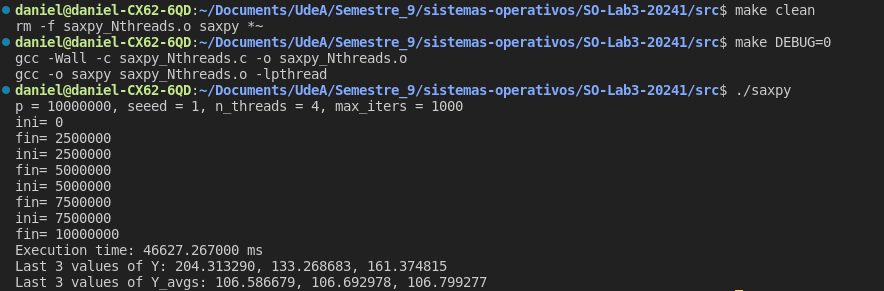 daniel@daniel-CX62-6QD:~/Documents/UdeA/Semestre_9/sistemas-operativos/SO-Lab3-20241/src$ make clean
rm -f saxpy_Nthreads.o saxpy *~
daniel@daniel-CX62-6QD:~/Documents/UdeA/Semestre_9/sistemas-operativos/SO-Lab3-20241/src$ make DEBUG=0
gcc -Wall -c saxpy_Nthreads.c -o saxpy_Nthreads.o
gcc -o saxpy saxpy_Nthreads.o -lpthread
daniel@daniel-CX62-6QD:~/Documents/UdeA/Semestre_9/sistemas-operativos/SO-Lab3-20241/src$ ./saxpy
p = 10000000, seeed = 1, n_threads = 4, max_iters = 1000
ini= 0
fin= 2500000
ini= 2500000
fin= 5000000
ini= 5000000
fin= 7500000
ini= 7500000
fin= 10000000
Execution time: 46627.267000 ms
Last 3 values of Y: 204.313290, 133.268683, 161.374815
Last 3 values of Y_avgs: 106.586679, 106.692978, 106.799277